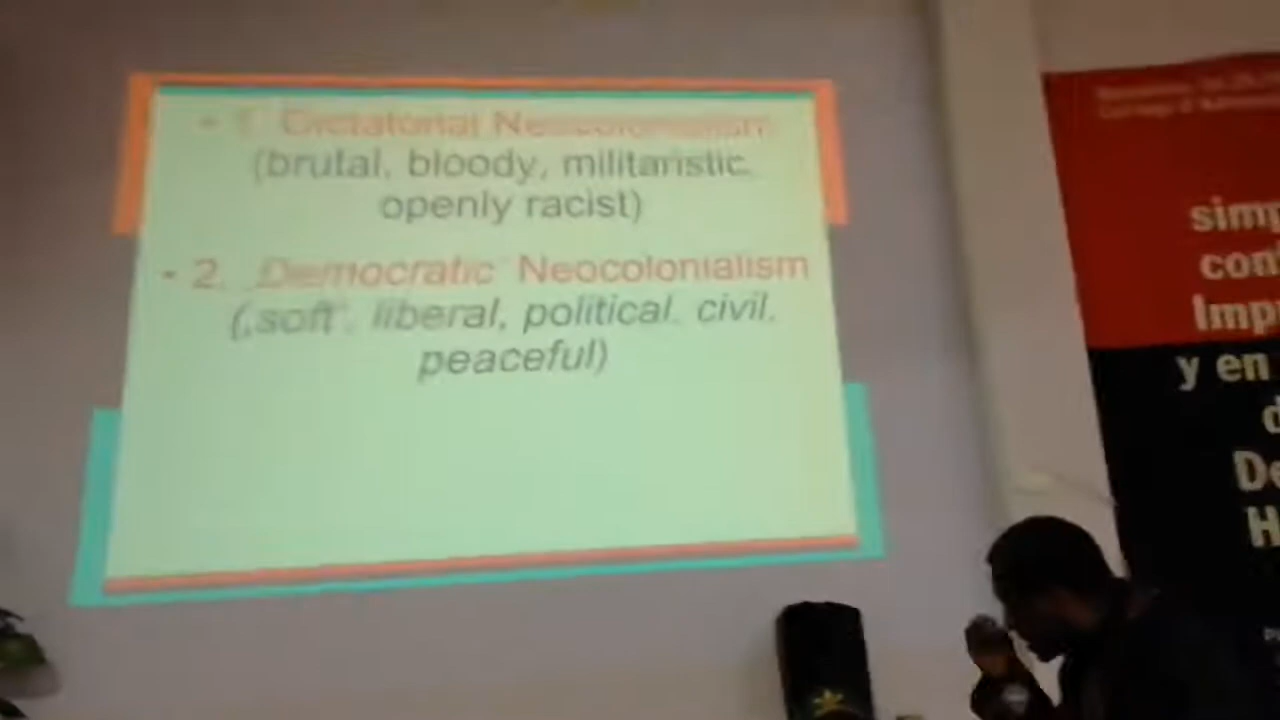 - 1. Dictatorial Neocolonialism
(brutal, bloody, militaristic,
openly racist)
- 2. "Democratic" Neocolonialism
(„soft", liberal, political, civil,
peaceful)
simp
con
Imp
y en
d
De
H